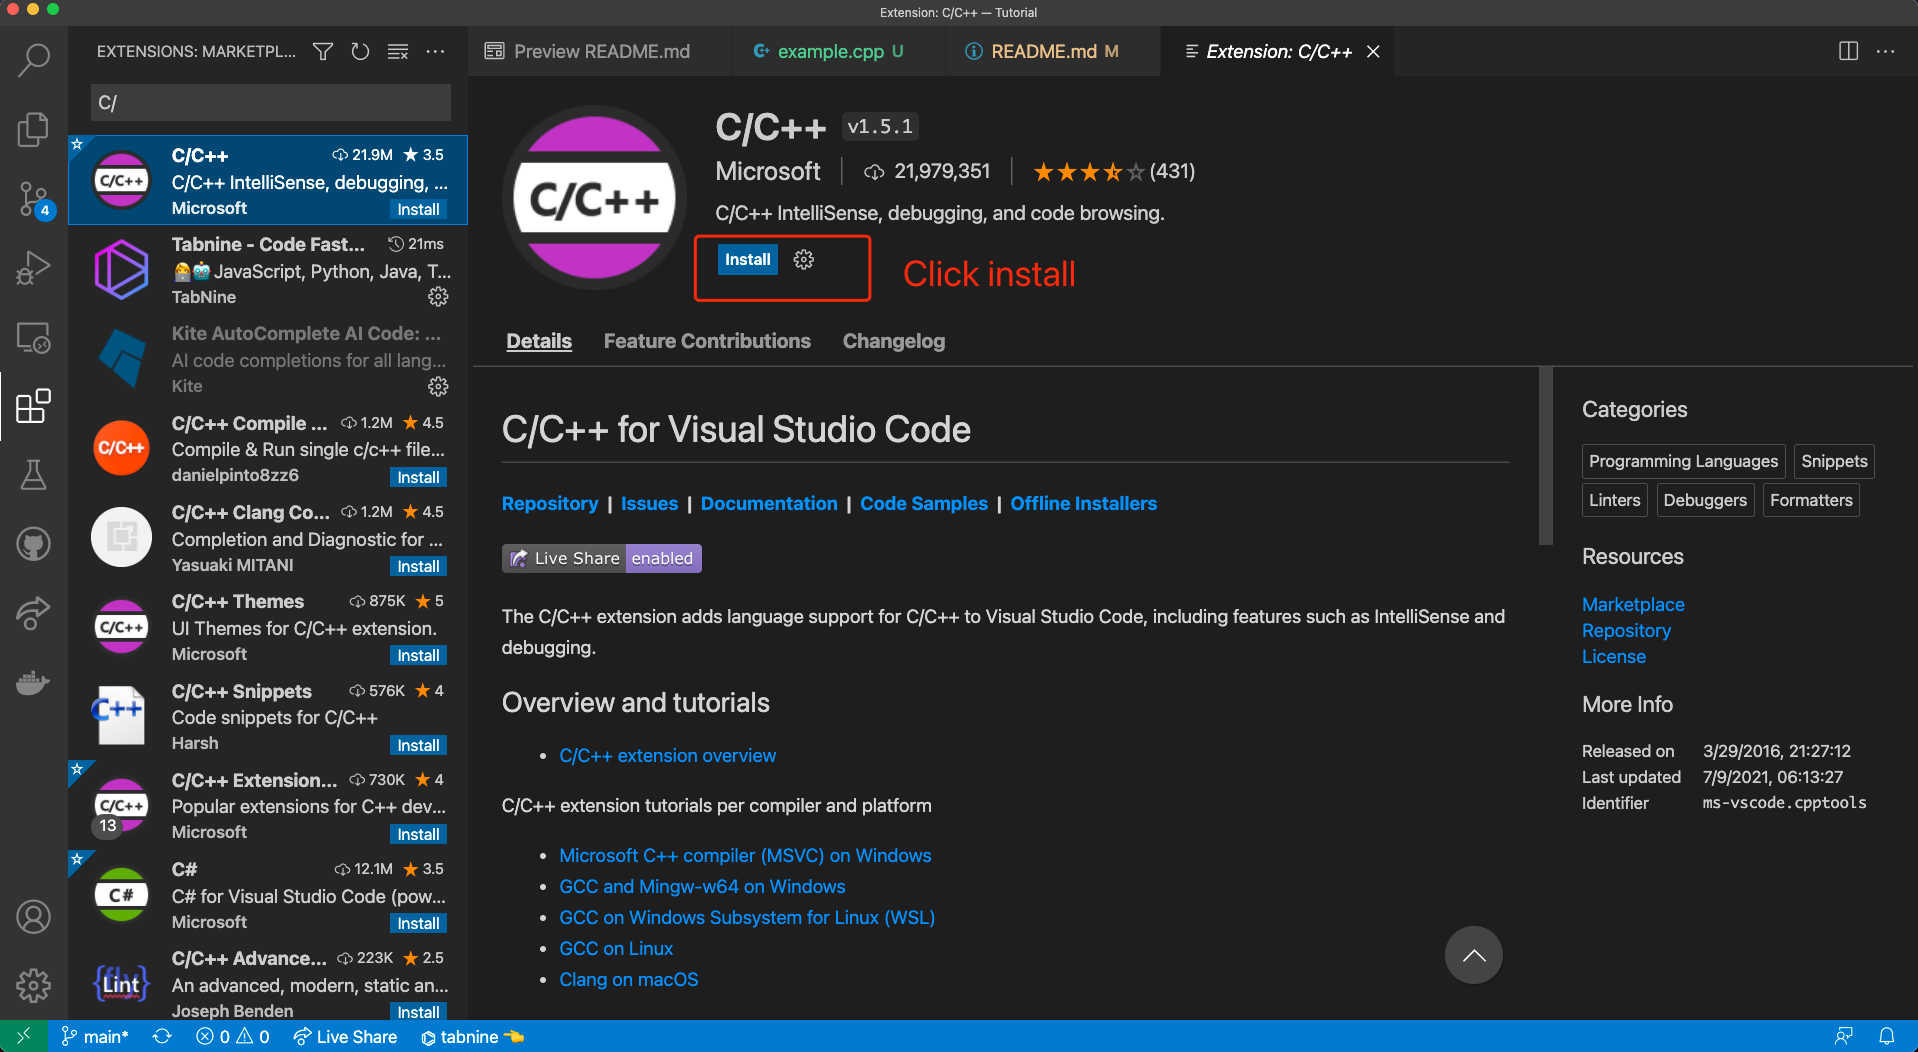 Extension: C/C++ — Tutorial
EXTENSIONS: MARKETPL...
C/
C/C++ 21.9M 3.5
C/C++ IntelliSense, debugging, ...
Microsoft Install
Tabnine - Code Fast... 21ms
JavaScript, Python, Java, T...
TabNine
Kite AutoComplete AI Code: ...
AI code completions for all lang...
Kite
C/C++ Compile ... 1.2M 4.5
Compile & Run single c/c++ file...
danielpinto8zz6 Install
C/C++ Clang Co... 1.2M 4.5
Completion and Diagnostic for ...
Yasuaki MITANI Install
C/C++ Themes 875K 5
UI Themes for C/C++ extension.
Microsoft Install
C/C++ Snippets 576K 4
Code snippets for C/C++
Harsh Install
C/C++ Extension... 730K 4
Popular extensions for C++ dev...
Microsoft Install
C# 12.1M 3.5
C# for Visual Studio Code (pow...
Microsoft Install
C/C++ Advance... 223K 2.5
An advanced, modern, static an...
Joseph Benden Install
4
C/C++
C/C++
C/C++
C++
C/C++
13
C#
{fly}
Lint
Preview README.md
example.cpp U
README.md M
Extension: C/C++
C/C++
C/C++ v1.5.1
Microsoft 21,979,351 (431)
C/C++ IntelliSense, debugging, and code browsing.
Install
Click install
Details Feature Contributions Changelog
C/C++ for Visual Studio Code
Repository | Issues | Documentation | Code Samples | Offline Installers
Live Share enabled
The C/C++ extension adds language support for C/C++ to Visual Studio Code, including features such as IntelliSense and
debugging.
Overview and tutorials
• C/C++ extension overview
C/C++ extension tutorials per compiler and platform
• Microsoft C++ compiler (MSVC) on Windows
• GCC and Mingw-w64 on Windows
• GCC on Windows Subsystem for Linux (WSL)
• GCC on Linux
• Clang on macOS
Categories
Programming Languages Snippets
Linters Debuggers Formatters
Resources
Marketplace
Repository
License
More Info
Released on 3/29/2016, 21:27:12
Last updated 7/9/2021, 06:13:27
Identifier ms-vscode.cpptools
main* 0 0 Live Share tabnine